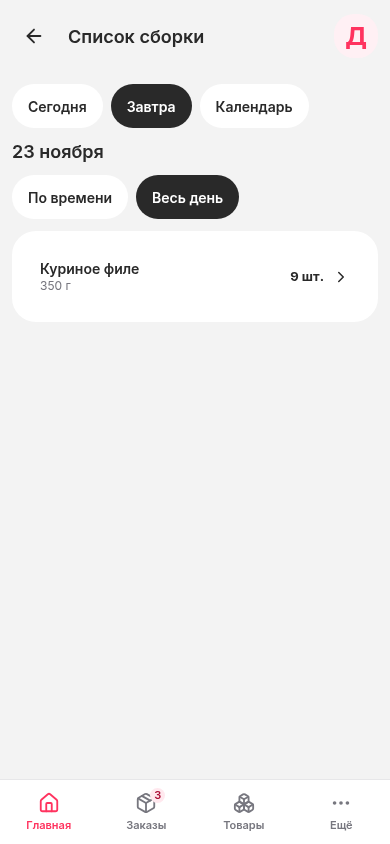 Список сборки
Д
Сегодня
Завтра
Календарь
23 ноября
По времени
Весь день
Куриное филе
350 г
9 шт.
3
Главная
Заказы
Товары
Ещё